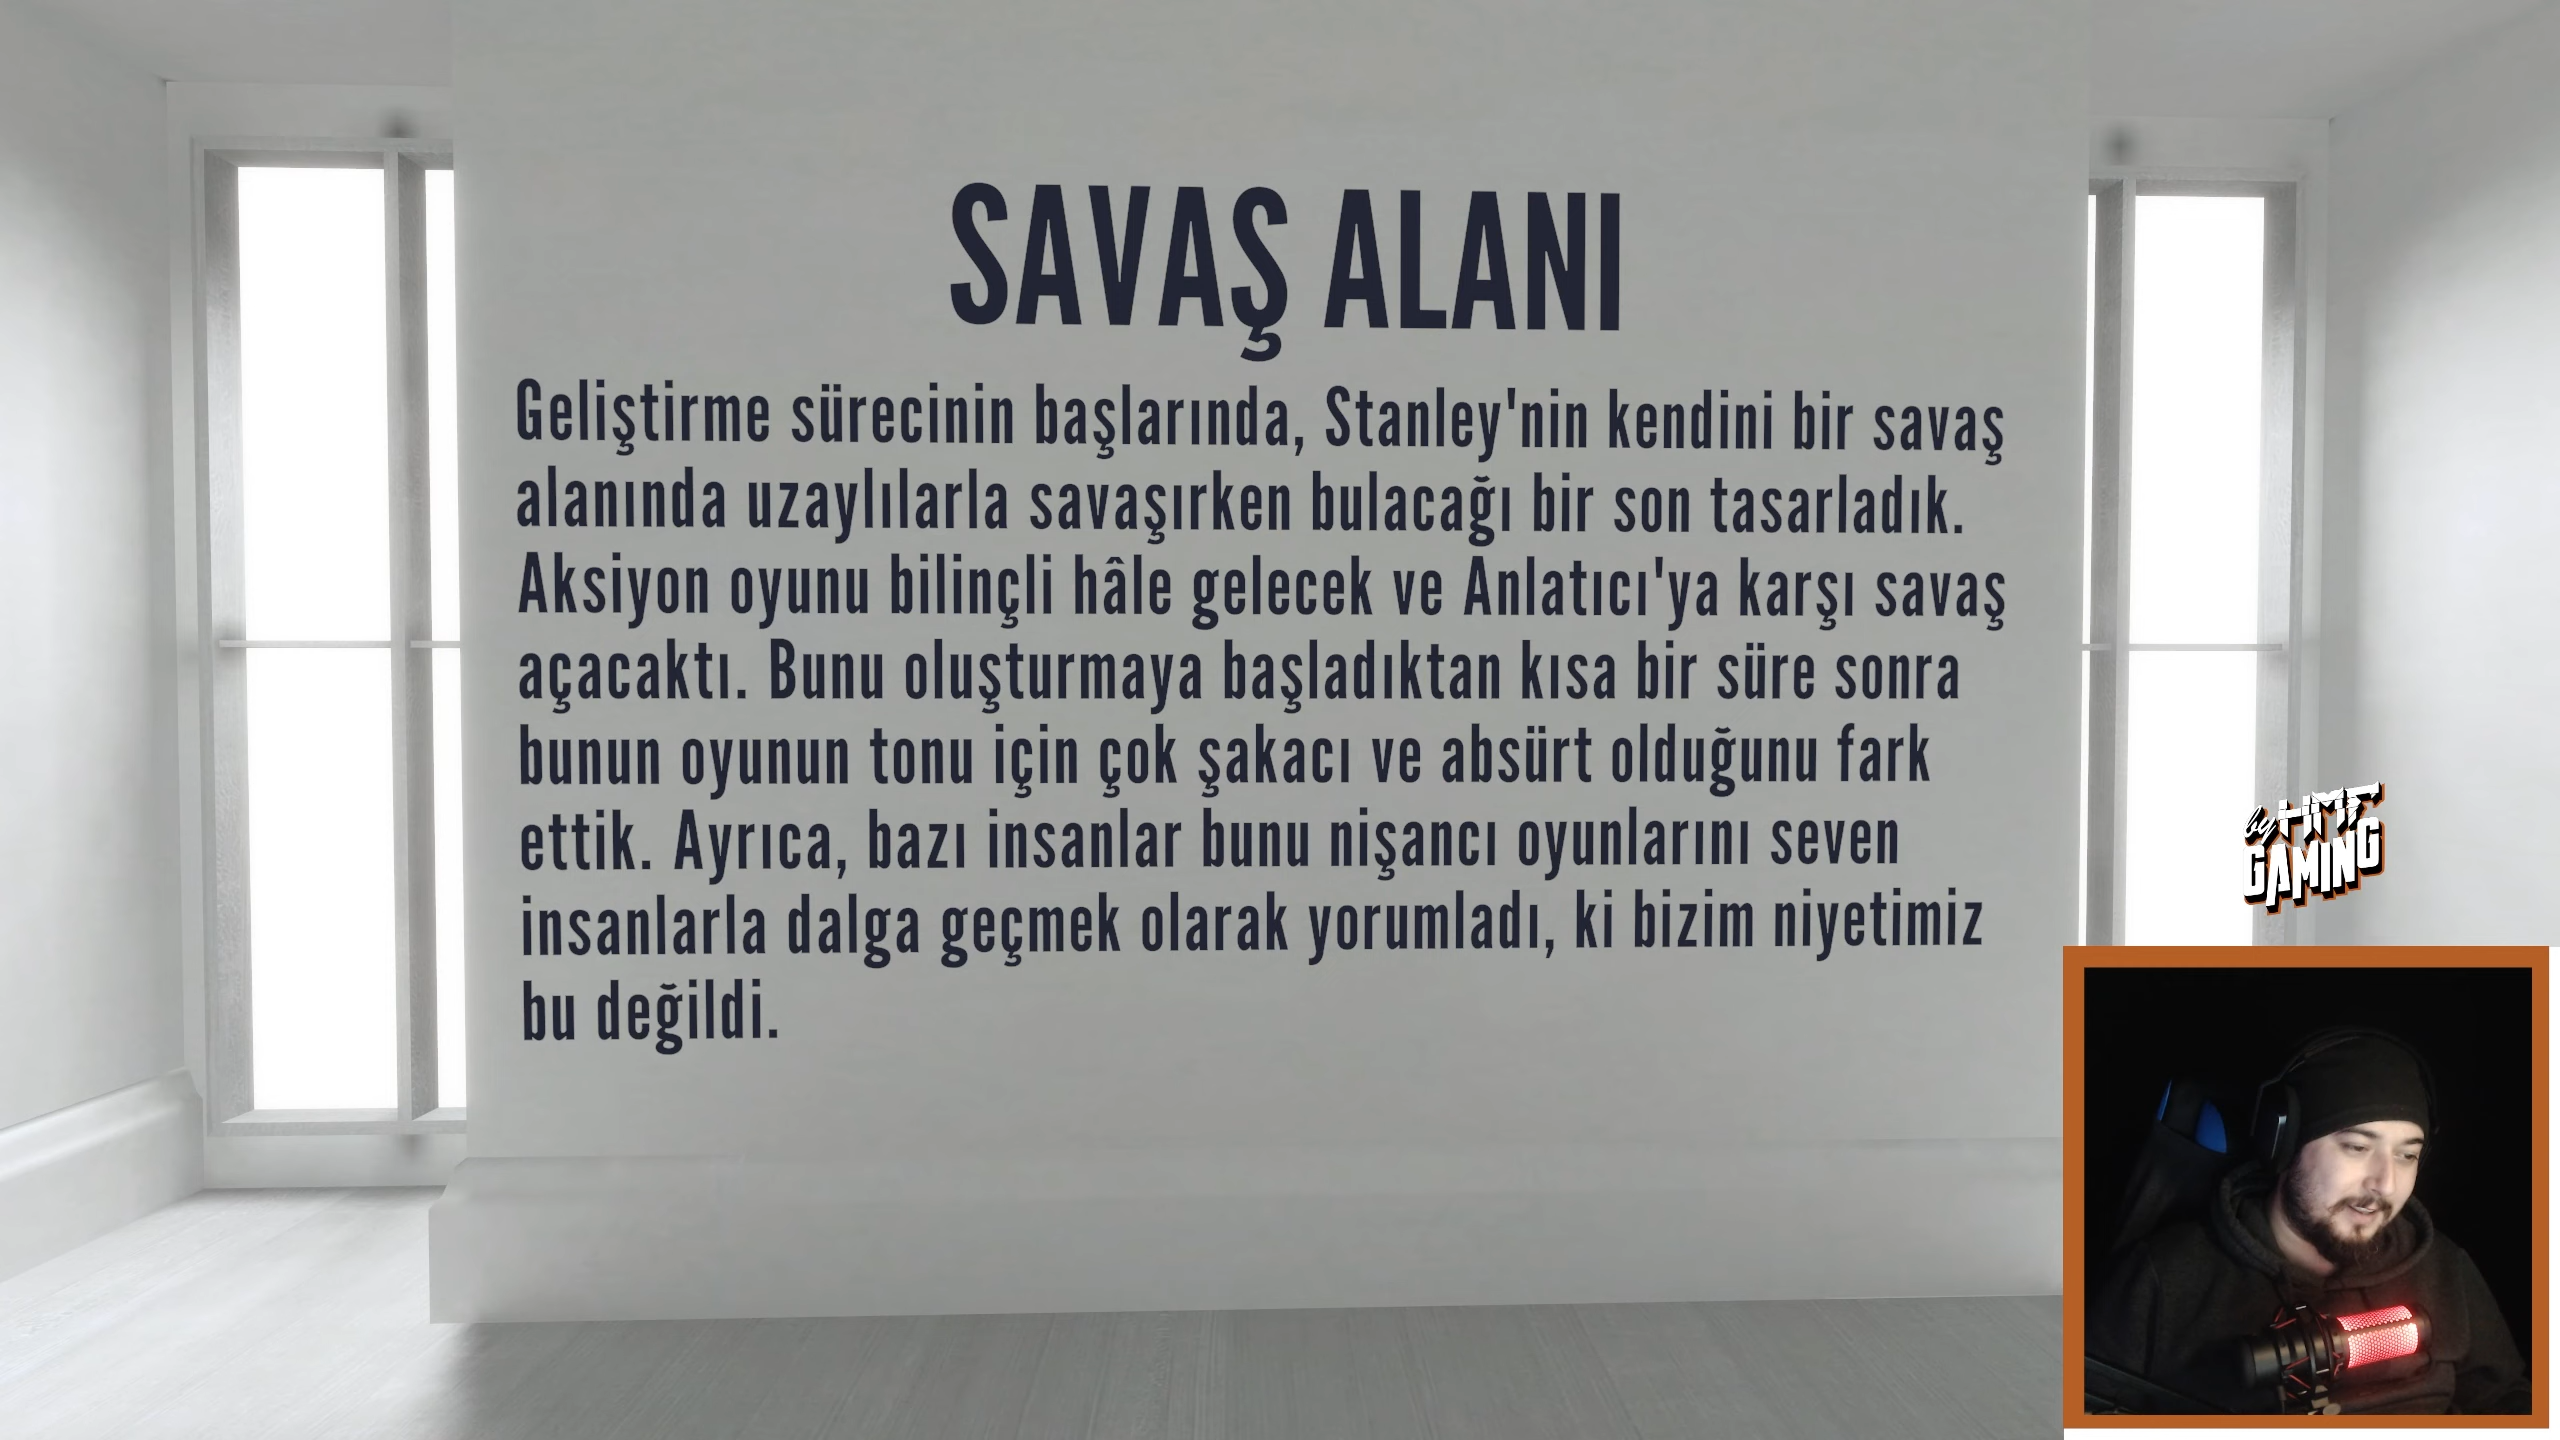 SAVAŞ ALANI
Geliştirme sürecinin başlarında, Stanley'nin kendini bir savaş
alanında uzaylılarla savaşırken bulacağı bir son tasarladık.
Aksiyon oyunu bilinçli hâle gelecek ve Anlatıcı'ya karşı savaş
açacaktı. Bunu oluşturmaya başladıktan kısa bir süre sonra
bunun oyunun tonu için çok şakacı ve absürt olduğunu fark
ettik. Ayrıca, bazı insanlar bunu nişancı oyunlarını seven
insanlarla dalga geçmek olarak yorumladı, ki bizim niyetimiz
bu değildi.
by HMF
GAMING